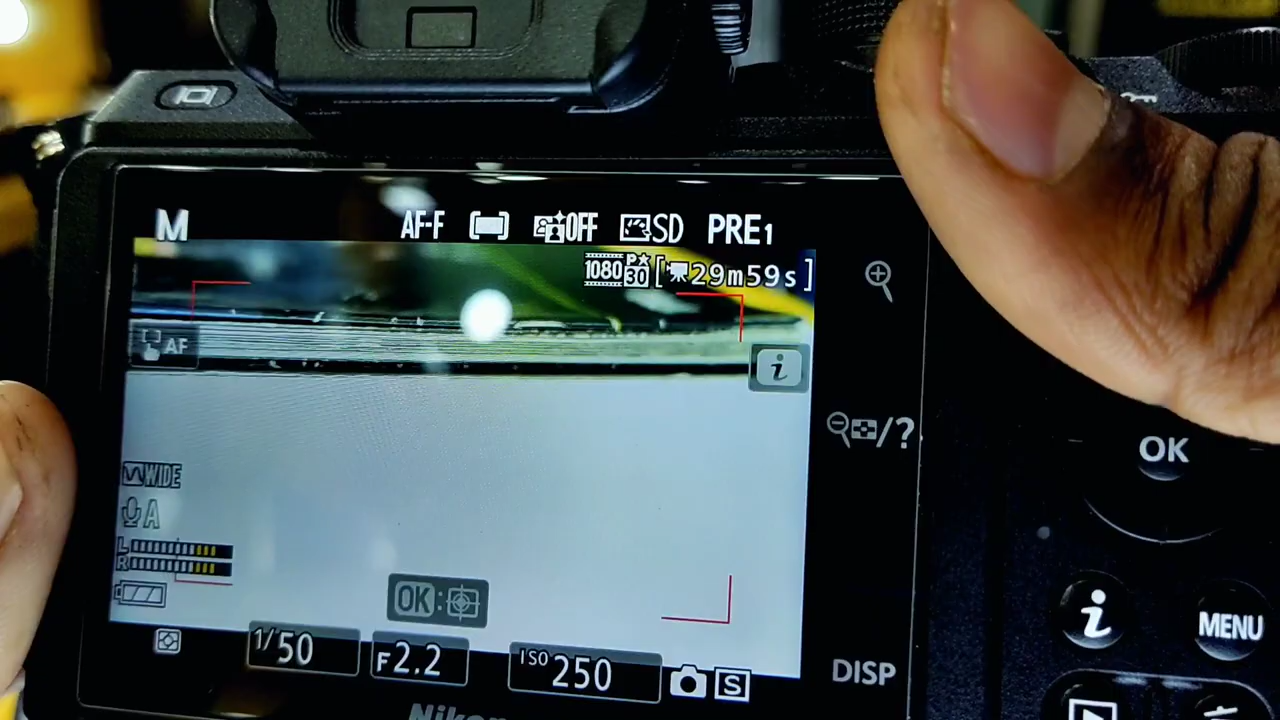 M AF-F OFF SD PRE1
1080 P★ 30 [29m59s]
AF
i
WIDE
A
L
R
OK:
1/50 F2.2 ISO 250 S
/?
DISP
OK
i MENU
Nikon